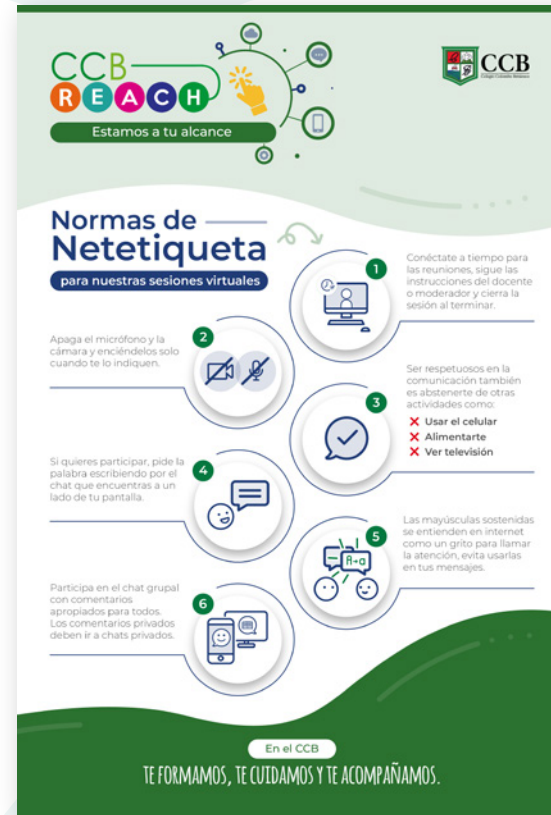 CCB
REACH
Estamos a tu alcance
CCB
Colegio Colombo Británico
Normas de
Netetiqueta
para nuestras sesiones virtuales
1
Conéctate a tiempo para
las reuniones, sigue las
instrucciones del docente
o moderador y cierra la
sesión al terminar.
2
Apaga el micrófono y la
cámara y enciéndelos solo
cuando te lo indiquen.
3
Ser respetuosos en la
comunicación también
es abstenerte de otras
actividades como:
Usar el celular
Alimentarte
Ver televisión
4
Si quieres participar, pide la
palabra escribiendo por el
chat que encuentras a un
lado de tu pantalla.
5
A+a
Las mayúsculas sostenidas
se entienden en internet
como un grito para llamar
la atención, evita usarlas
en tus mensajes.
6
Participa en el chat grupal
con comentarios
apropiados para todos.
Los comentarios privados
deben ir a chats privados.
En el CCB
TE FORMAMOS, TE CUIDAMOS Y TE ACOMPAÑAMOS.